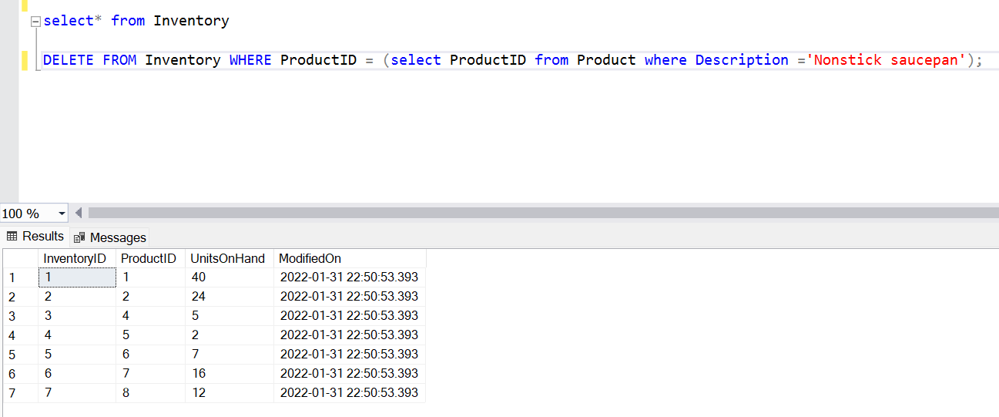 select* from Inventory
DELETE FROM Inventory WHERE ProductID = (select ProductID from Product where Description ='Nonstick saucepan');
100 %
Results Messages
InventoryID ProductID UnitsOnHand ModifiedOn
1 1 1 40 2022-01-31 22:50:53.393
2 2 2 24 2022-01-31 22:50:53.393
3 3 4 5 2022-01-31 22:50:53.393
4 4 5 2 2022-01-31 22:50:53.393
5 5 6 7 2022-01-31 22:50:53.393
6 6 7 16 2022-01-31 22:50:53.393
7 7 8 12 2022-01-31 22:50:53.393